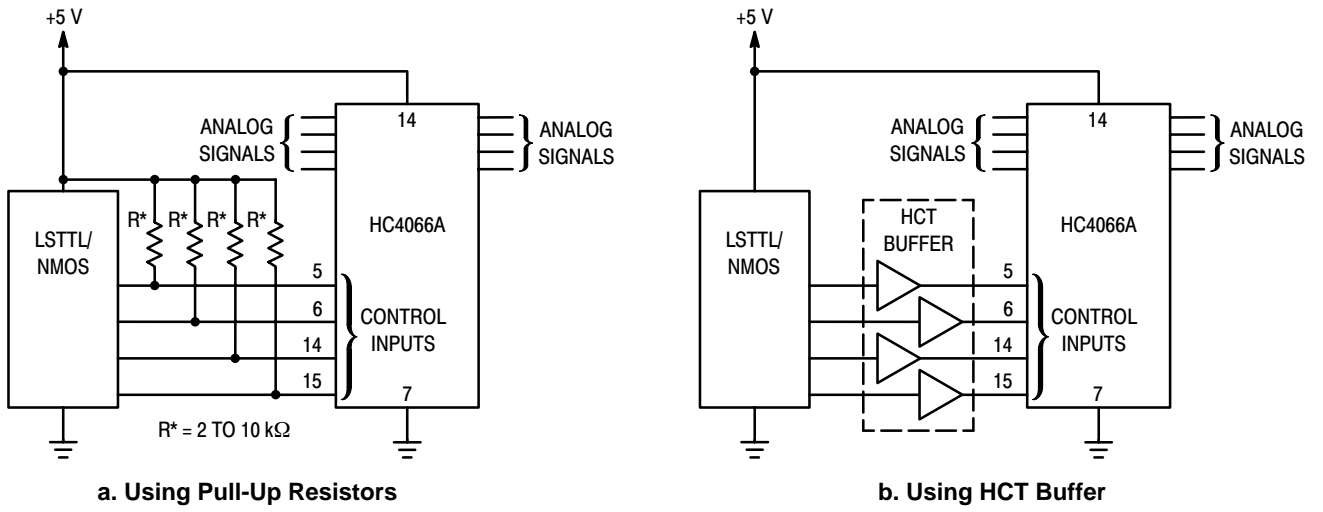 +5 V
14
ANALOG
SIGNALS
ANALOG
SIGNALS
R* R* R* R*
LSTTL/
NMOS
HC4066A
5
6
14
15
CONTROL
INPUTS
7
R* = 2 TO 10 kΩ
a. Using Pull-Up Resistors
+5 V
14
ANALOG
SIGNALS
ANALOG
SIGNALS
LSTTL/
NMOS
HCT
BUFFER
HC4066A
5
6
14
15
CONTROL
INPUTS
7
b. Using HCT Buffer